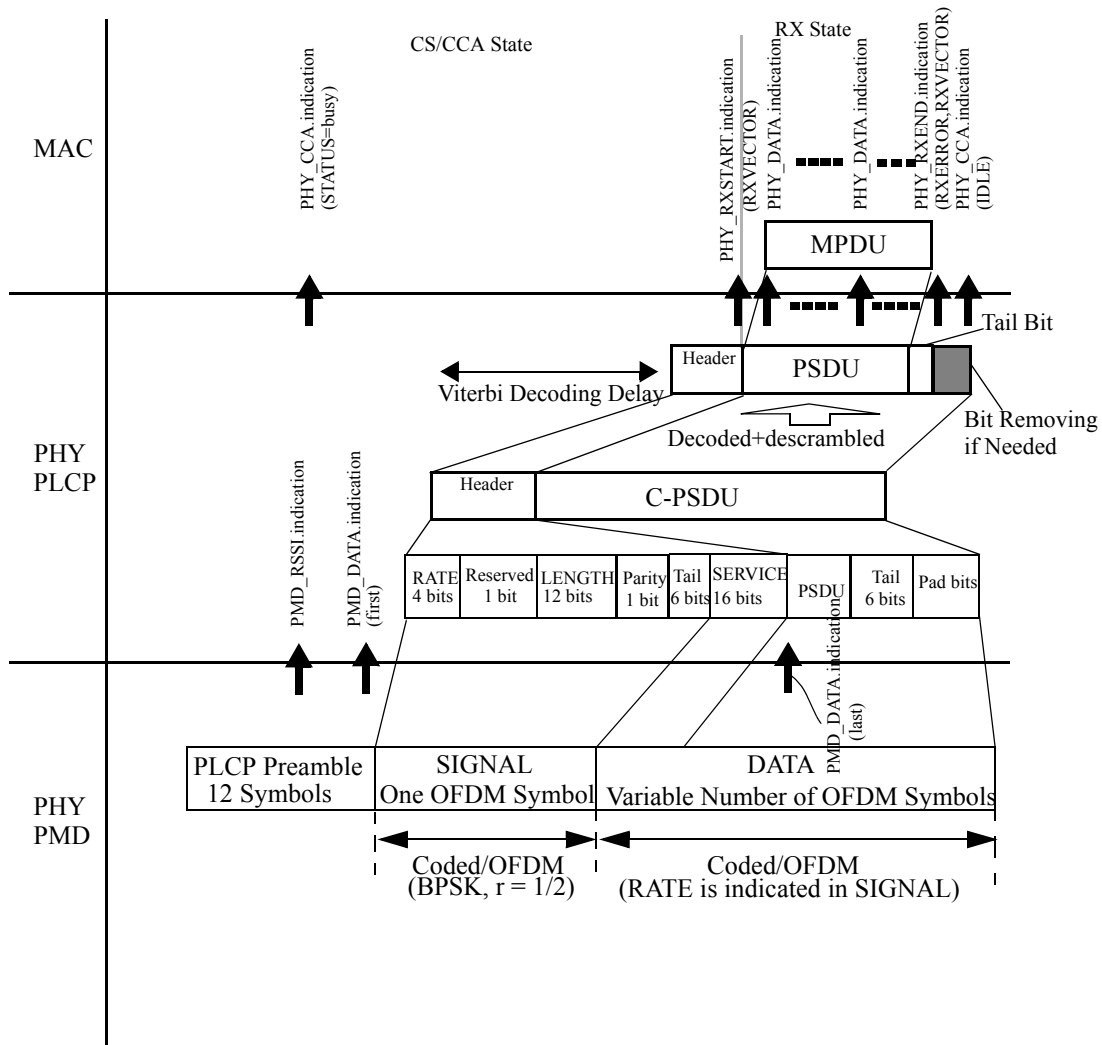 CS/CCA State
RX State
MAC
PHY_CCA.indication
(STATUS=busy)
PHY_RXSTART.indication
(RXVECTOR)
PHY_DATA.indication
PHY_DATA.indication
PHY_RXEND.indication
(RXERROR,RXVECTOR)
PHY_CCA.indication
(IDLE)
MPDU
Tail Bit
Header
PSDU
Viterbi Decoding Delay
Decoded+descrambled
Bit Removing
if Needed
PHY
PLCP
Header
C-PSDU
PMD_RSSI.indication
PMD_DATA.indication
(first)
RATE
4 bits
Reserved
1 bit
LENGTH
12 bits
Parity
1 bit
Tail
6 bits
SERVICE
16 bits
PSDU
Tail
6 bits
Pad bits
PMD_DATA.indication
(last)
PHY
PMD
PLCP Preamble
12 Symbols
SIGNAL
One OFDM Symbol
DATA
Variable Number of OFDM Symbols
Coded/OFDM
(BPSK, r = 1/2)
Coded/OFDM
(RATE is indicated in SIGNAL)